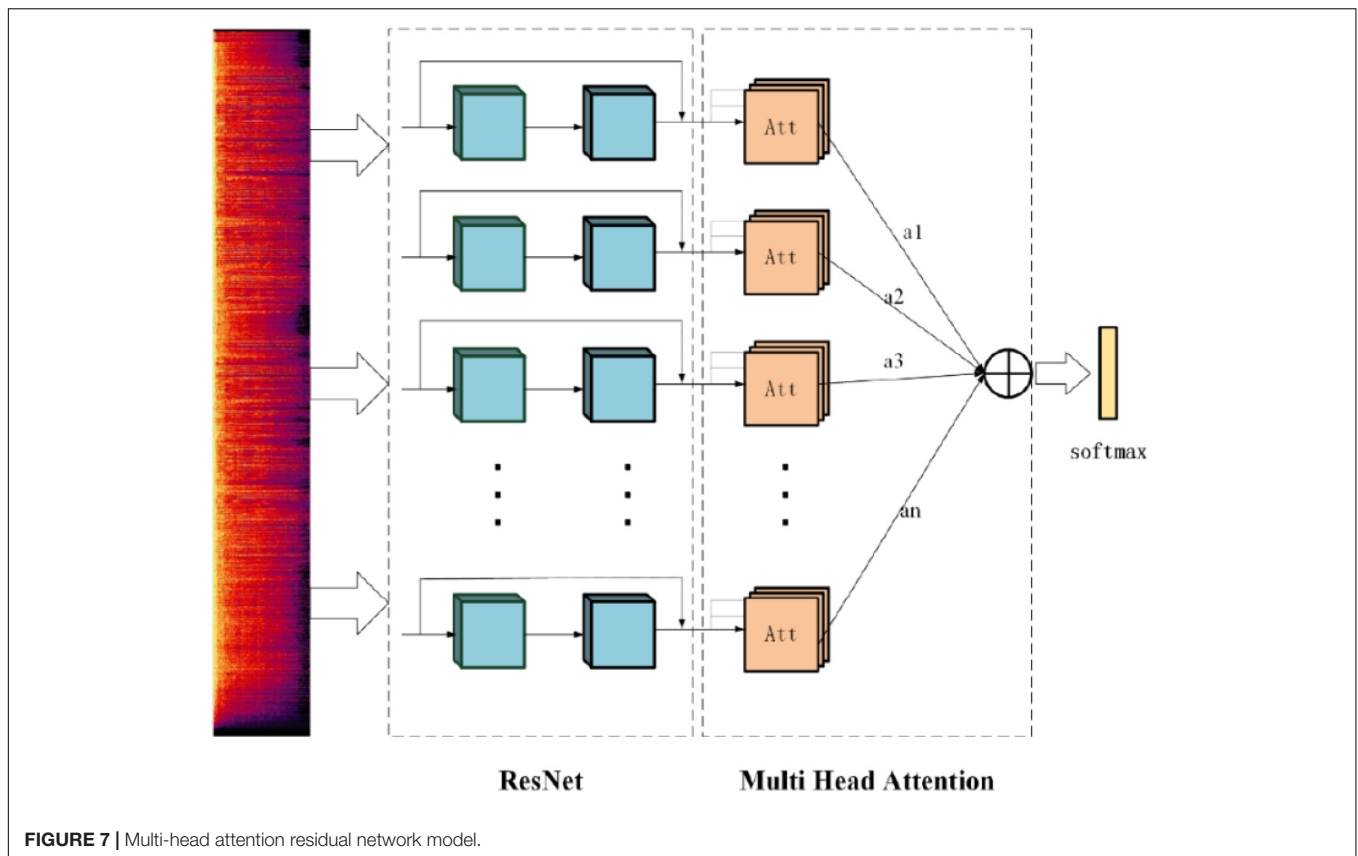 Att
a1
Att
a2
Att
a3
softmax
an
Att
ResNet
Multi Head Attention
FIGURE 7 | Multi-head attention residual network model.